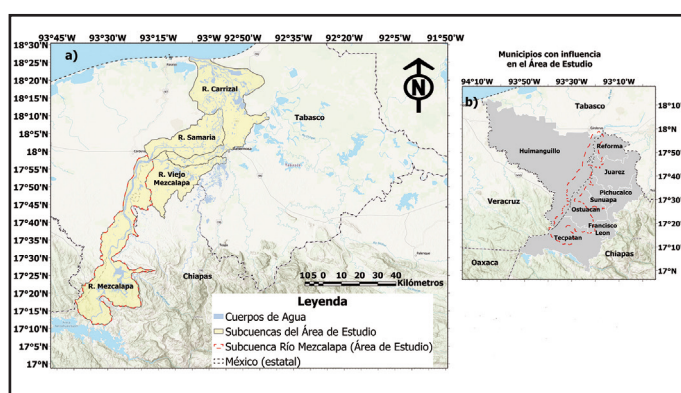 93°45'W 93°30'W 93°15'W 92°50'W 92°35'W 92°20'W 92°05'W 91°50'W
18°30'N
18°25'N
18°20'N
18°15'N
18°10'N
18°05'N
18°N
17°55'N
17°50'N
17°45'N
17°40'N
17°35'N
17°30'N
17°25'N
17°20'N
17°15'N
17°10'N
17°5'N
17°N
a)
R. Carrizal
R. Samaria
Tabasco
R. Viejo
Mezcalapa
R. Mezcalapa
Chiapas
N
10 5 0 10 20 30 40
Kilómetros
Leyenda
Cuerpos de Agua
Subcuencas del Área de Estudio
Subcuenca Río Mezcalapa (Área de Estudio)
México (estatal)
Municipios con influencia
en el Área de Estudio
94°10'W 93°50'W 93°30'W 93°10'W
b)
18°10'N
18°N
17°50'N
17°40'N
17°30'N
17°20'N
17°10'N
17°N
Tabasco
Huimanguillo
Reforma
Juarez
Pichucalco
Sunuapa
Ostuacan
Francisco
Leon
Tecpatan
Veracruz
Oaxaca
Chiapas